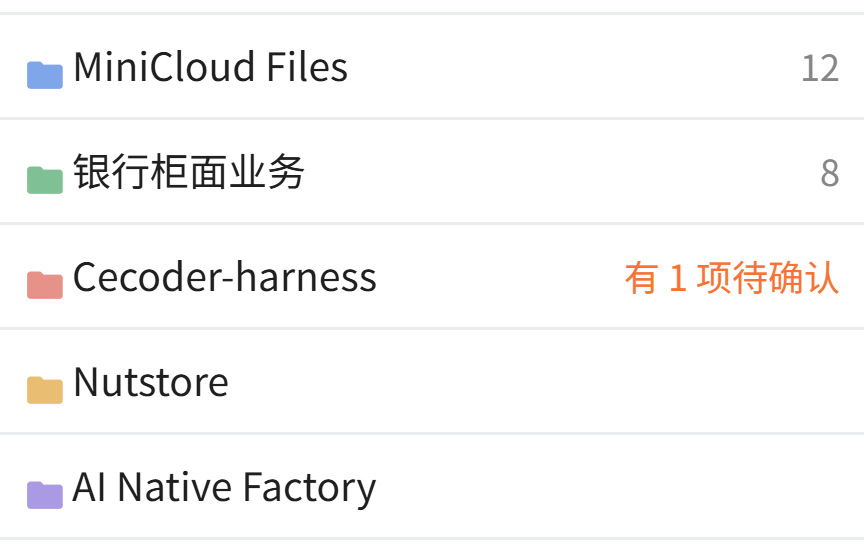 MiniCloud Files 12
银行柜面业务 8
Cecoder-harness 有 1 项待确认
Nutstore
AI Native Factory